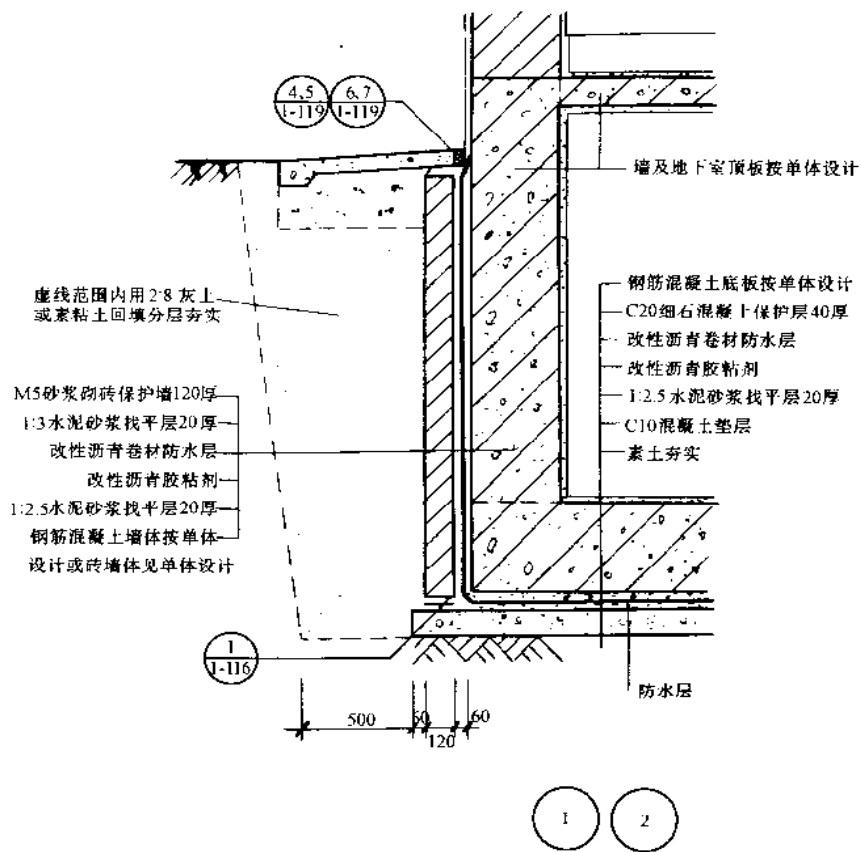 4,5
1-119
6,7
1-119
墙及地下室顶板按单体设计
虚线范围内用2:8灰土
或素粘土回填分层夯实
钢筋混凝土底板按单体设计
C20细石混凝土保护层40厚
改性沥青卷材防水层
改性沥青胶粘剂
1:2.5水泥砂浆找平层20厚
C10混凝土垫层
素土夯实
M5砂浆砌砖保护墙120厚
1:3水泥砂浆找平层20厚
改性沥青卷材防水层
改性沥青胶粘剂
1:2.5水泥砂浆找平层20厚
钢筋混凝土墙体按单体
设计或砖墙体见单体设计
1
1-116
防水层
500
60
120
60
1
2